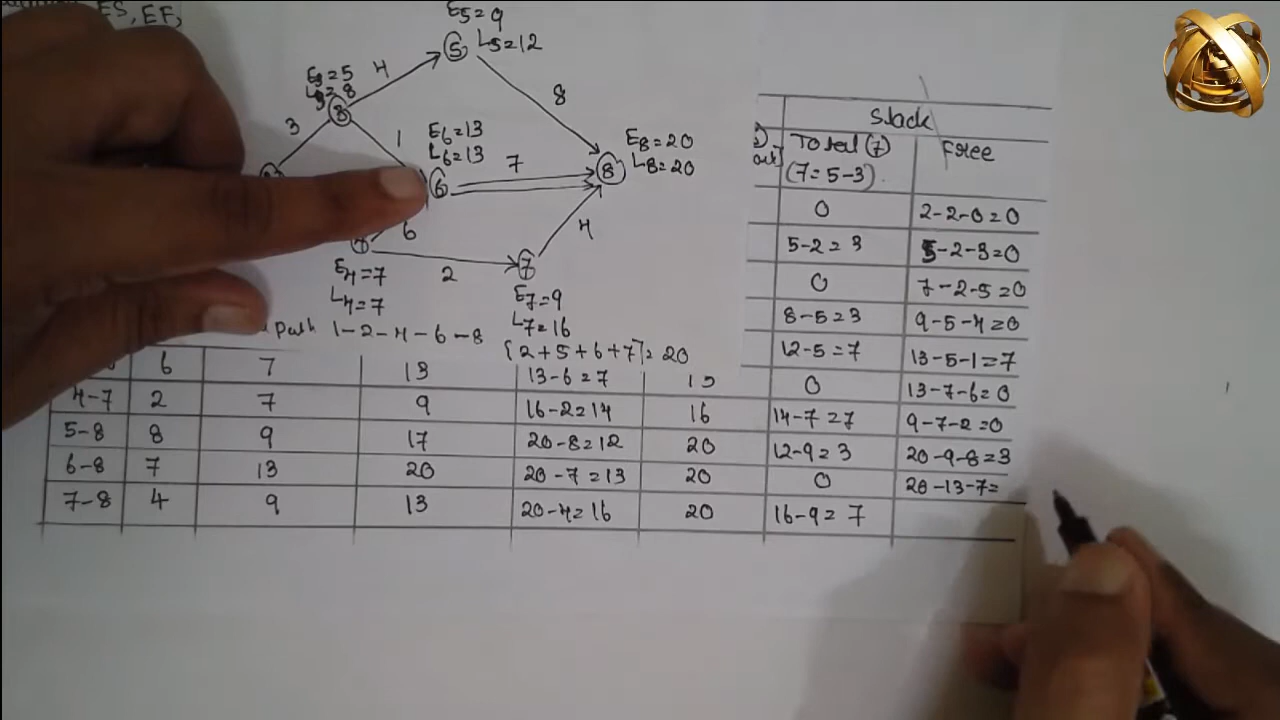 ES, EF,
E5=9
L5=12
4
E3=5
L3=8
3
5
8
3
1
E6=13
L6=13
7
6
8
E8=20
L8=20
6
4
2
7
E4=7
L4=7
E7=9
L7=16
path 1-2-4-6-8
{2+5+6+7}=20
Slack
Total (7) Free
(7=5-3)
0 2-2-0=0
5-2=3 5-2-3=0
0 7-2-5=0
8-5=3 9-5-4=0
12-5=7 13-5-1=7
6 7 13 13-6=7 13 0 13-7-6=0
4-7 2 7 9 16-2=14 16 14-7=7 9-7-2=0
5-8 8 9 17 20-8=12 20 12-9=3 20-9-8=3
6-8 7 13 20 20-7=13 20 0 20-13-7=
7-8 4 9 13 20-4=16 20 16-9=7